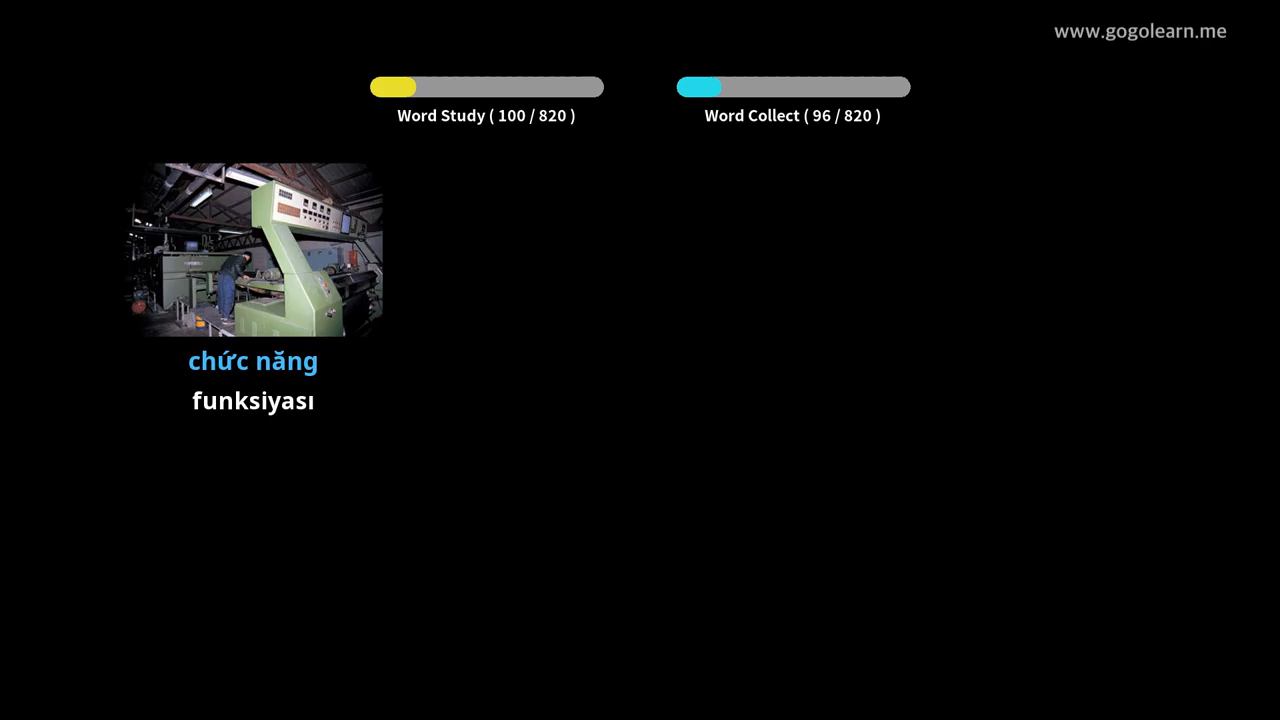 www.gogolearn.me
Word Study ( 100 / 820 )
Word Collect ( 96 / 820 )
chức năng
funksiyası